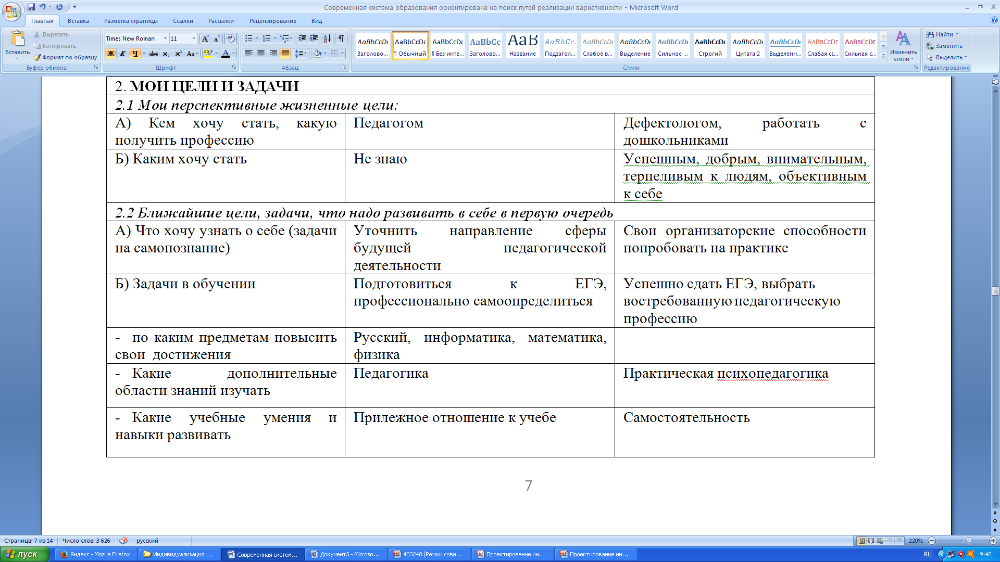 Современная система образования ориентирована на поиск путей реализации вариативности - Microsoft Word
Главная Вставка Разметка страницы Ссылки Рассылки Рецензирование Вид
Вставить
Вырезать
Копировать
Формат по образцу
Буфер обмена
Times New Roman 11
Ж К Ч abc x₂ x² Aa
Шрифт
Абзац
AaBbCcDc AaBbCcDc AaBbCcDc AaBbCc AaB AaBbCc. AaBbCcDc AaBbCcDc AaBbCcDc AaBbCcDc AaBbCcDc AaBbCcDc AABBCCDD AABBCCDD
Заголово... ¶ Обычный ¶ Без инте... Заголово... Название Подзагол... Слабое в... Выделение Сильное ... Строгий Цитата 2 Выделенн... Слабая сс... Сильная с...
Стили
Изменить
стили
Найти
Заменить
Выделить
Редактирование
2. МОИ ЦЕЛИ И ЗАДАЧИ
2.1 Мои перспективные жизненные цели:
А) Кем хочу стать, какую
получить профессию
Педагогом
Дефектологом, работать с
дошкольниками
Б) Каким хочу стать
Не знаю
Успешным, добрым, внимательным,
терпеливым к людям, объективным
к себе
2.2 Ближайшие цели, задачи, что надо развивать в себе в первую очередь
А) Что хочу узнать о себе (задачи
на самопознание)
Уточнить направление сферы
будущей педагогической
деятельности
Свои организаторские способности
попробовать на практике
Б) Задачи в обучении
Подготовиться к ЕГЭ,
профессионально самоопределиться
Успешно сдать ЕГЭ, выбрать
востребованную педагогическую
профессию
- по каким предметам повысить
свои достижения
Русский, информатика, математика,
физика
- Какие дополнительные
области знаний изучать
Педагогика
Практическая психопедагогика
- Какие учебные умения и
навыки развивать
Прилежное отношение к учебе
Самостоятельность
7
Страница: 7 из 14 Число слов: 3 626 русский 220%
пуск Яндекс - Mozilla Firefox Индивидуализация ... Современная систем... Документ3 - Microso... 483240 [Режим совм... Проектирование ин... Проектирование ин... RU 9:48